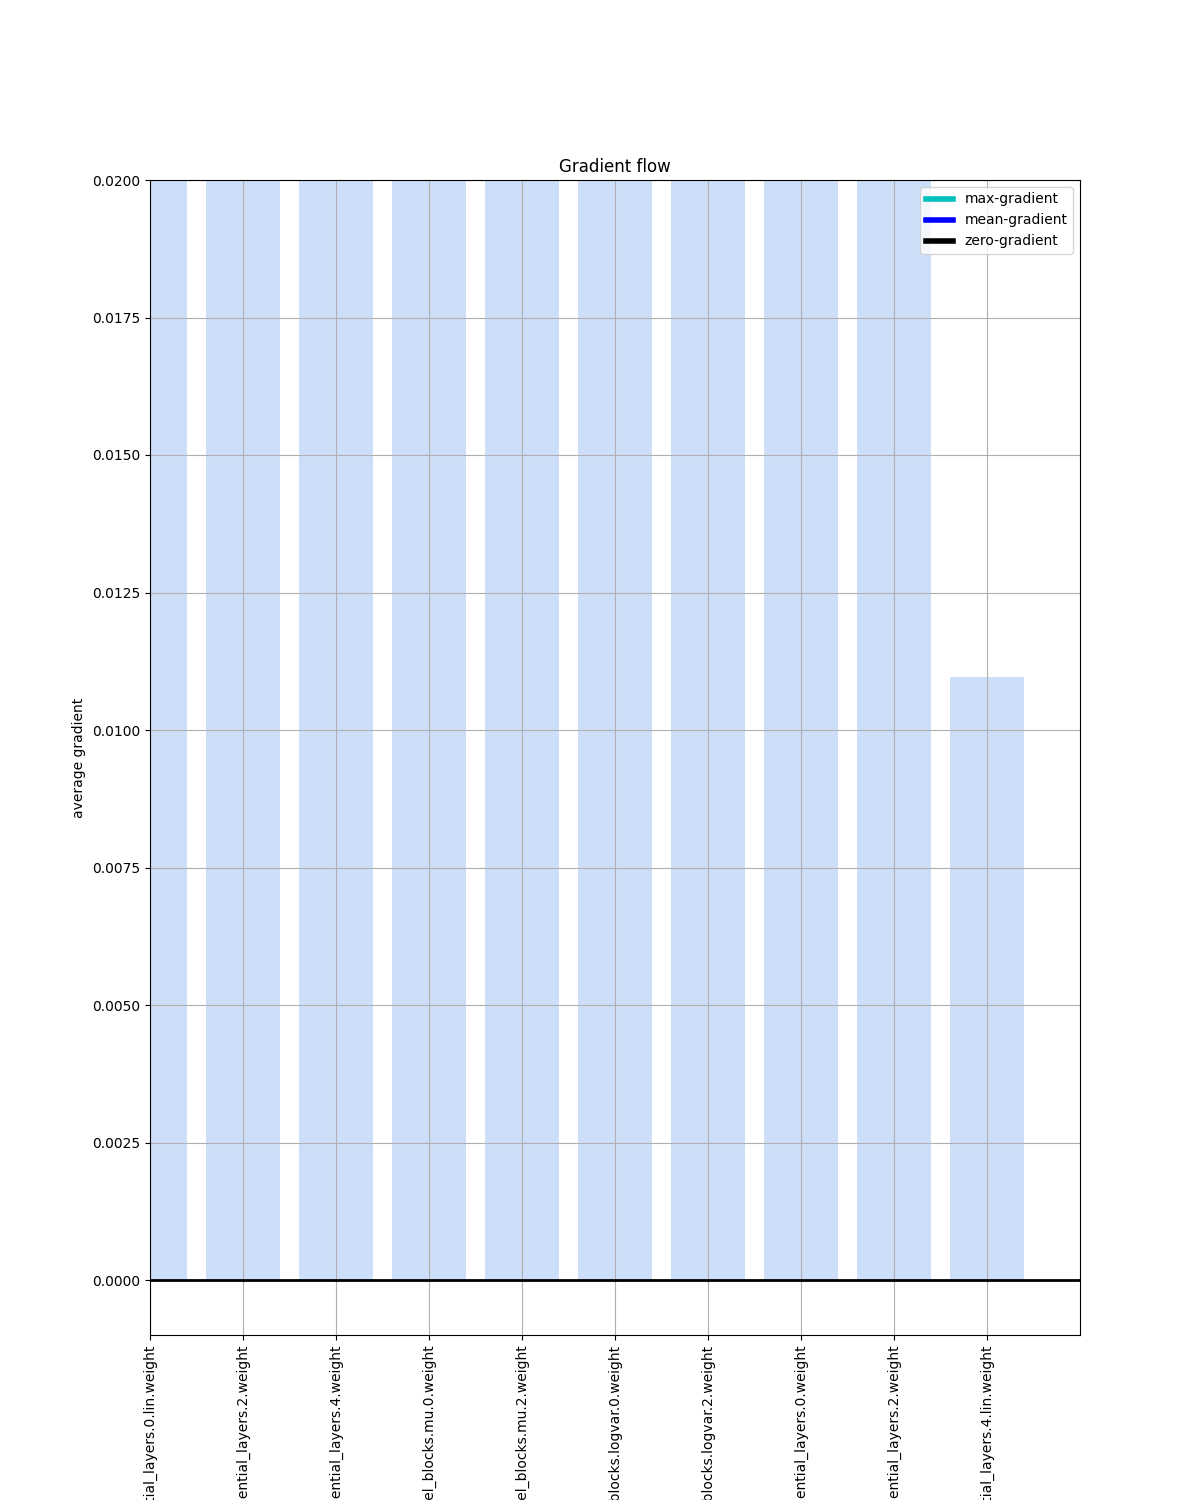 Gradient flow
max-gradient
mean-gradient
zero-gradient
0.0200
0.0175
0.0150
0.0125
0.0100
0.0075
0.0050
0.0025
0.0000
average gradient
tial_layers.0.lin.weight
ential_layers.2.weight
ential_layers.4.weight
el_blocks.mu.0.weight
el_blocks.mu.2.weight
blocks.logvar.0.weight
blocks.logvar.2.weight
ential_layers.0.weight
ential_layers.2.weight
tial_layers.4.lin.weight